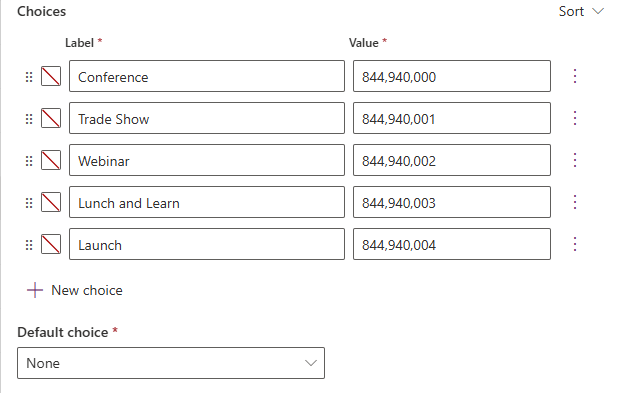 Choices Sort
Label * Value *
Conference 844,940,000
Trade Show 844,940,001
Webinar 844,940,002
Lunch and Learn 844,940,003
Launch 844,940,004
New choice
Default choice *
None